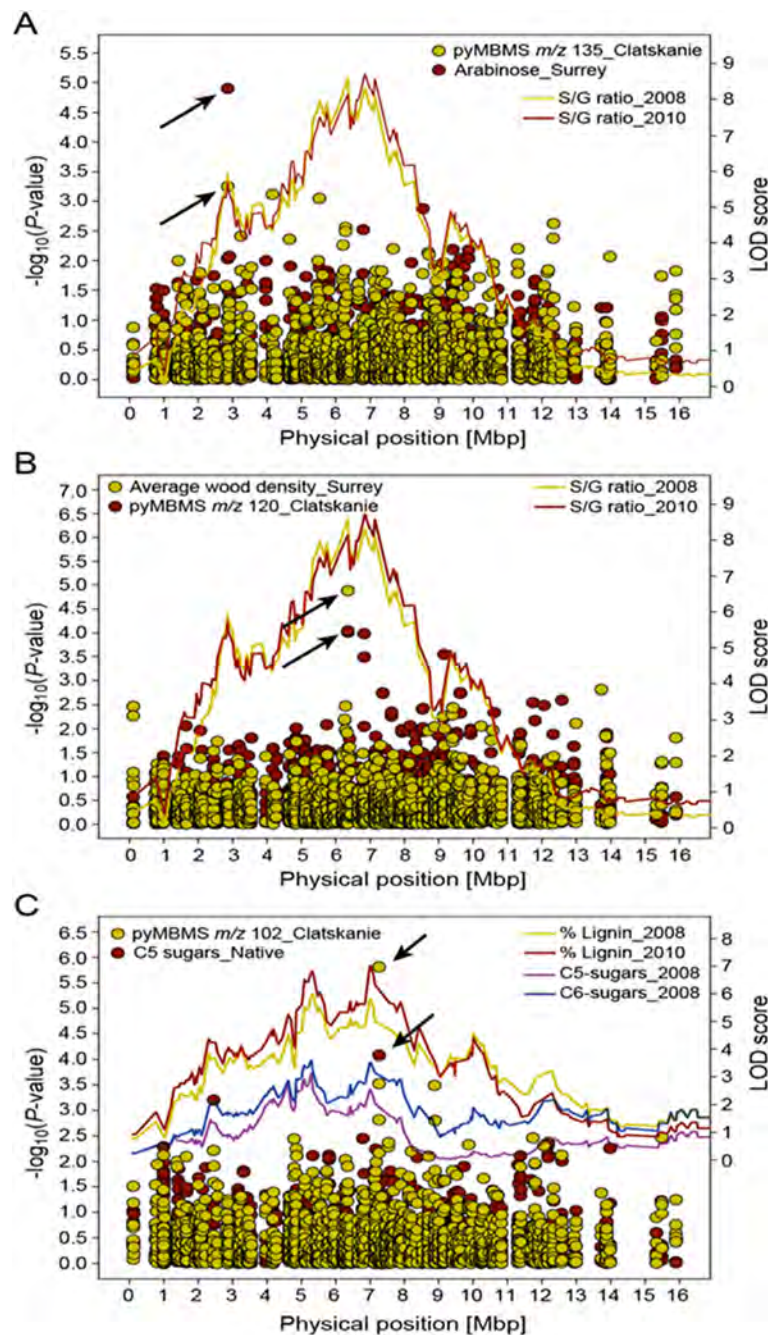 A
pyMBMS m/z 135_Clatskanie
Arabinose_Surrey
S/G ratio_2008
S/G ratio_2010
-log10(P-value)
5.5
5.0
4.5
4.0
3.5
3.0
2.5
2.0
1.5
1.0
0.5
0.0
9
8
7
6
5
4
3
2
1
0
LOD score
0 1 2 3 4 5 6 7 8 9 10 11 12 13 14 15 16
Physical position [Mbp]
B
Average wood density_Surrey
pyMBMS m/z 120_Clatskanie
S/G ratio_2008
S/G ratio_2010
-log10(P-value)
7.0
6.5
6.0
5.5
5.0
4.5
4.0
3.5
3.0
2.5
2.0
1.5
1.0
0.5
0.0
9
8
7
6
5
4
3
2
1
0
LOD score
0 1 2 3 4 5 6 7 8 9 10 11 12 13 14 15 16
Physical position [Mbp]
C
pyMBMS m/z 102_Clatskanie
C5 sugars_Native
% Lignin_2008
% Lignin_2010
C5-sugars_2008
C6-sugars_2008
-log10(P-value)
6.5
6.0
5.5
5.0
4.5
4.0
3.5
3.0
2.5
2.0
1.5
1.0
0.5
0.0
8
7
6
5
4
3
2
1
0
LOD score
0 1 2 3 4 5 6 7 8 9 10 11 12 13 14 15 16
Physical position [Mbp]